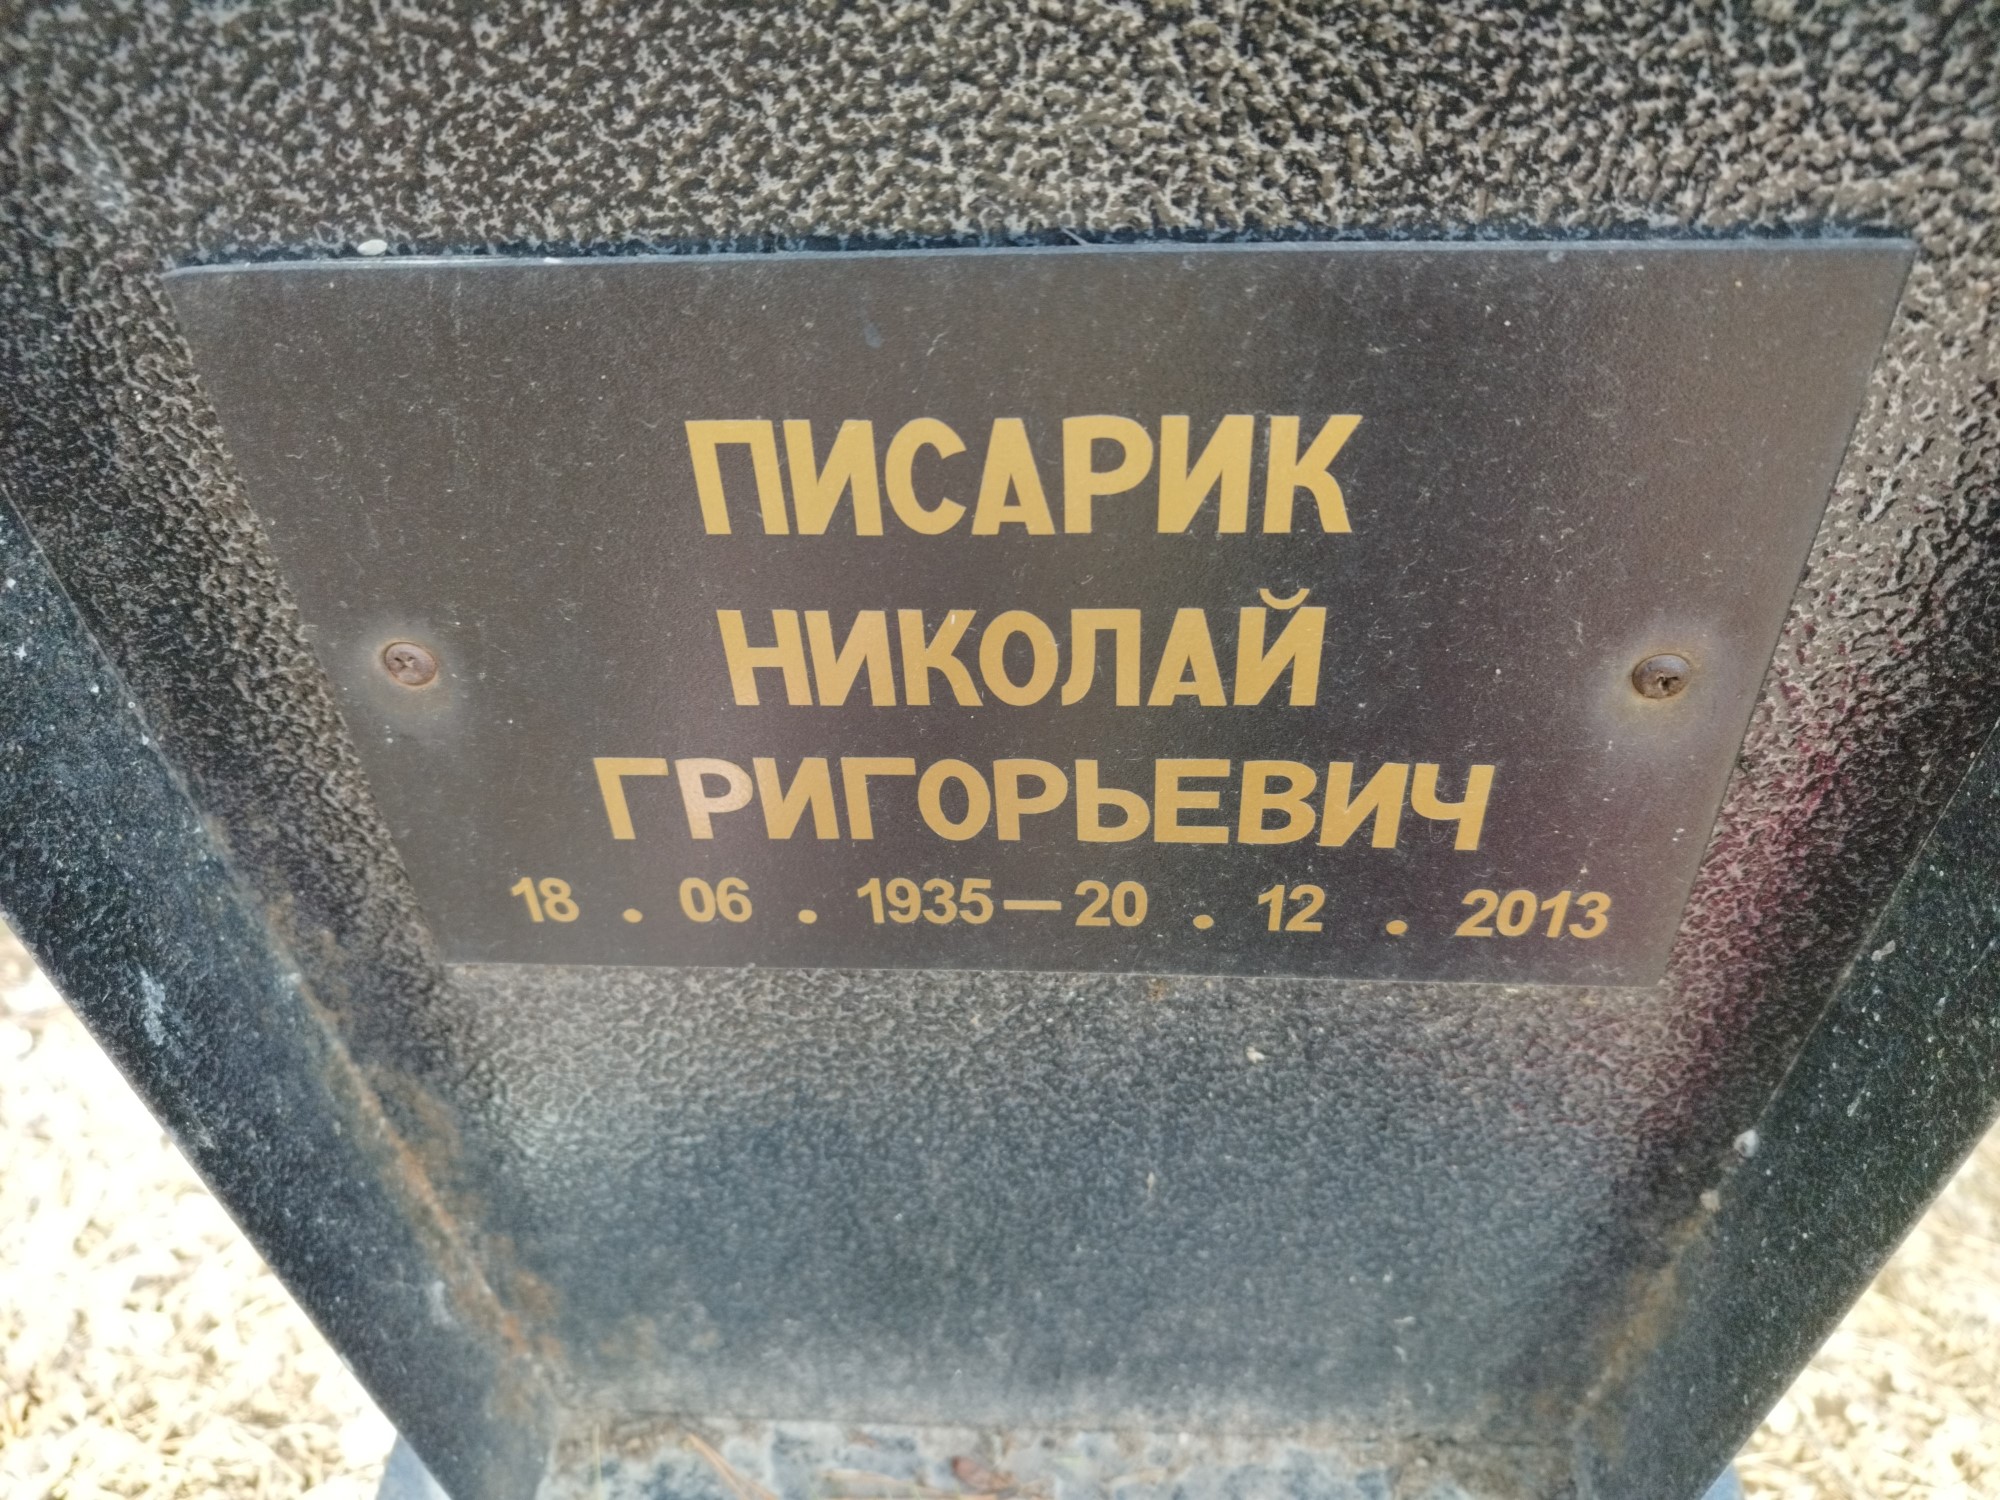 ПИСАРИК
НИКОЛАЙ
ГРИГОРЬЕВИЧ
18 . 06 . 1935—20 . 12 . 2013